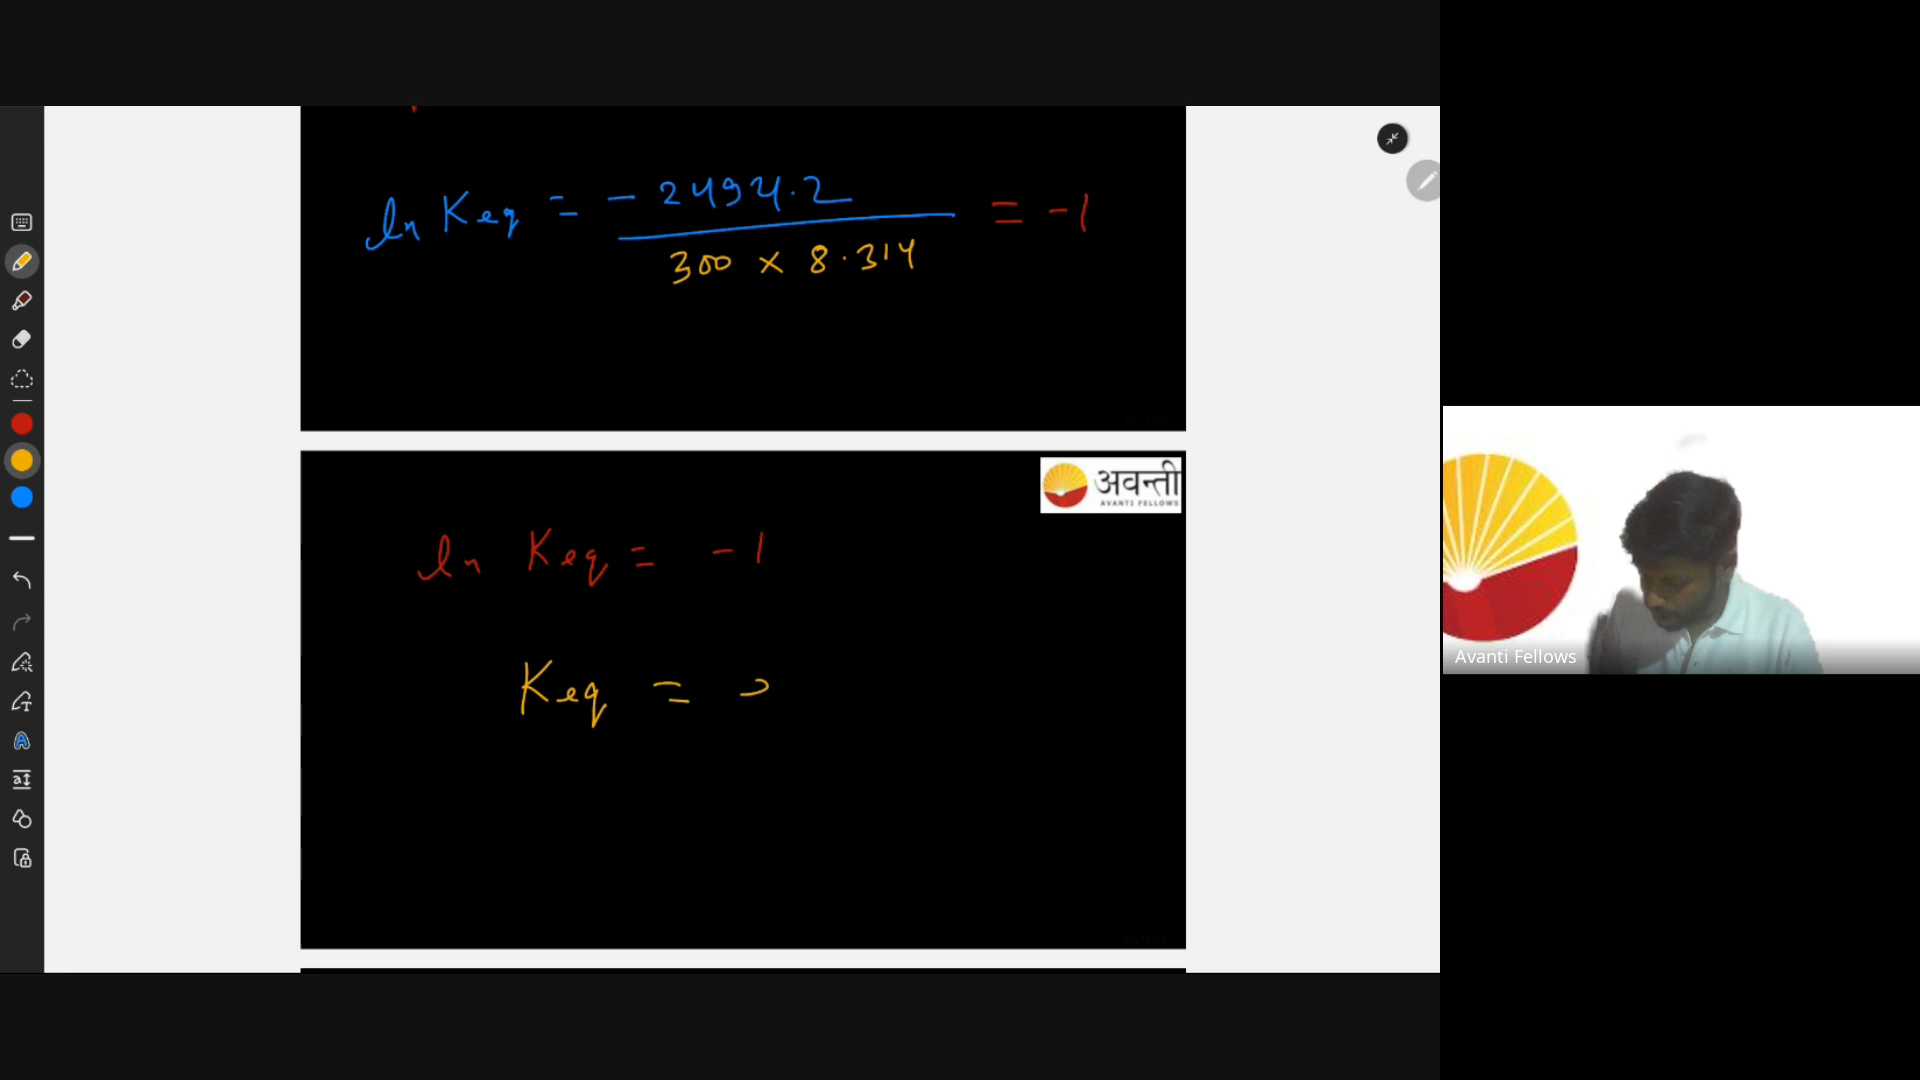 ln Keq = - 2494.2 / 300 × 8.314 = -1
अवन्ती
AVANTI FELLOWS
ln Keq = -1
Keq =
Avanti Fellows